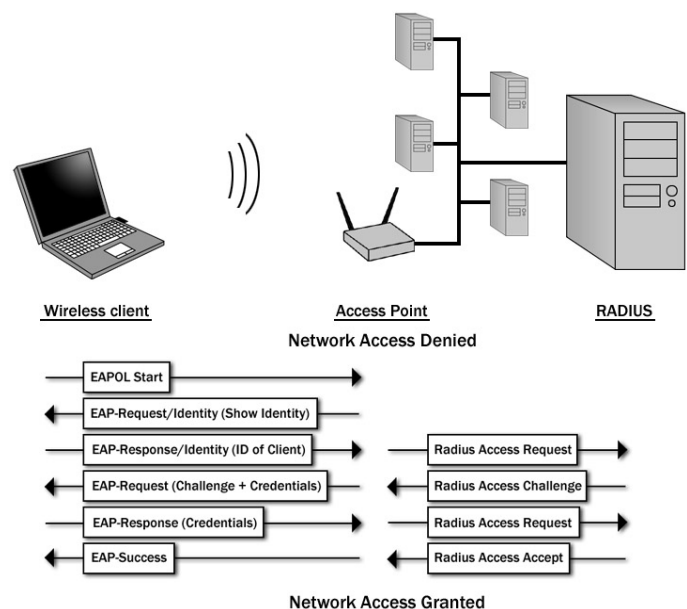 Wireless client
Access Point
RADIUS
Network Access Denied
EAPOL Start
EAP-Request/Identity (Show Identity)
EAP-Response/Identity (ID of Client)
Radius Access Request
EAP-Request (Challenge + Credentials)
Radius Access Challenge
EAP-Response (Credentials)
Radius Access Request
EAP-Success
Radius Access Accept
Network Access Granted